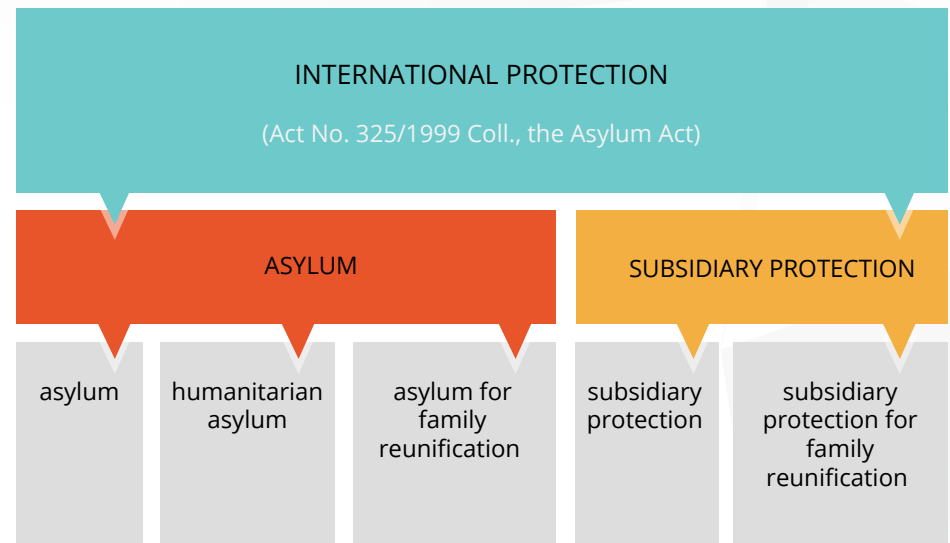 INTERNATIONAL PROTECTION
(Act No. 325/1999 Coll., the Asylum Act)
ASYLUM
SUBSIDIARY PROTECTION
asylum
humanitarian
asylum
asylum for
family
reunification
subsidiary
protection
subsidiary
protection for
family
reunification